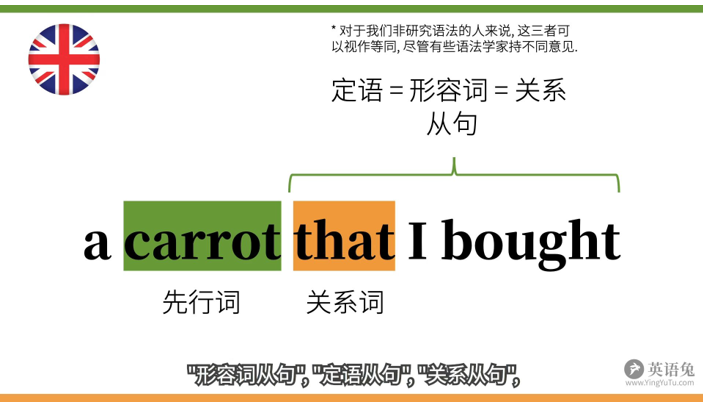 * 对于我们非研究语法的人来说, 这三者可
以视作等同, 尽管有些语法学家持不同意见.
定语 = 形容词 = 关系
从句
a carrot that I bought
先行词 关系词
"形容词从句", "定语从句", "关系从句",
英语兔
www.YingYuTu.com